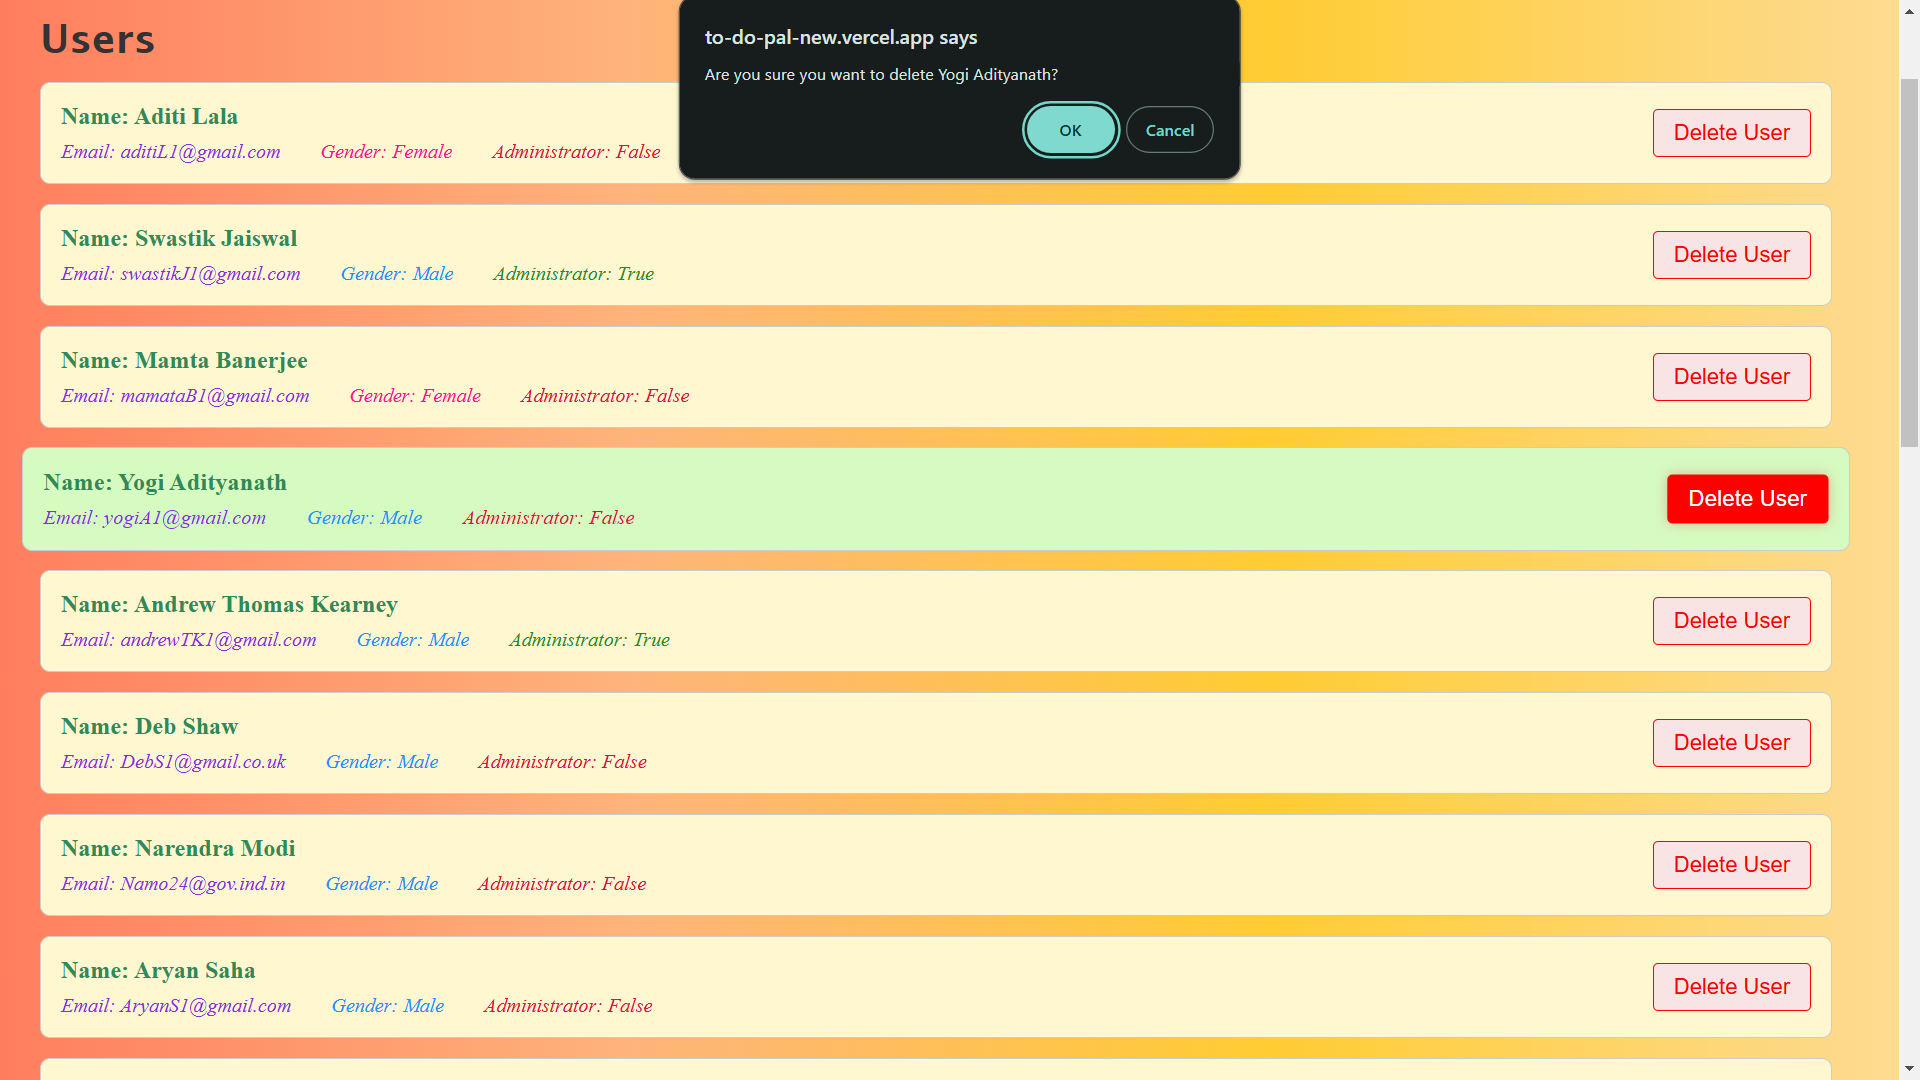 Users
to-do-pal-new.vercel.app says
Are you sure you want to delete Yogi Adityanath?
OK Cancel
Name: Aditi Lala
Email: aditiL1@gmail.com Gender: Female Administrator: False
Delete User
Name: Swastik Jaiswal
Email: swastikJ1@gmail.com Gender: Male Administrator: True
Delete User
Name: Mamta Banerjee
Email: mamataB1@gmail.com Gender: Female Administrator: False
Delete User
Name: Yogi Adityanath
Email: yogiA1@gmail.com Gender: Male Administrator: False
Delete User
Name: Andrew Thomas Kearney
Email: andrewTK1@gmail.com Gender: Male Administrator: True
Delete User
Name: Deb Shaw
Email: DebS1@gmail.co.uk Gender: Male Administrator: False
Delete User
Name: Narendra Modi
Email: Namo24@gov.ind.in Gender: Male Administrator: False
Delete User
Name: Aryan Saha
Email: AryanS1@gmail.com Gender: Male Administrator: False
Delete User